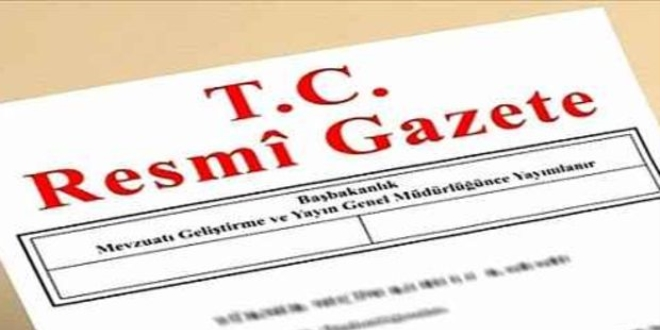 T.C.
Resmî Gazete
Başbakanlık
Mevzuatı Geliştirme ve Yayın Genel Müdürlüğünce Yayımlanır